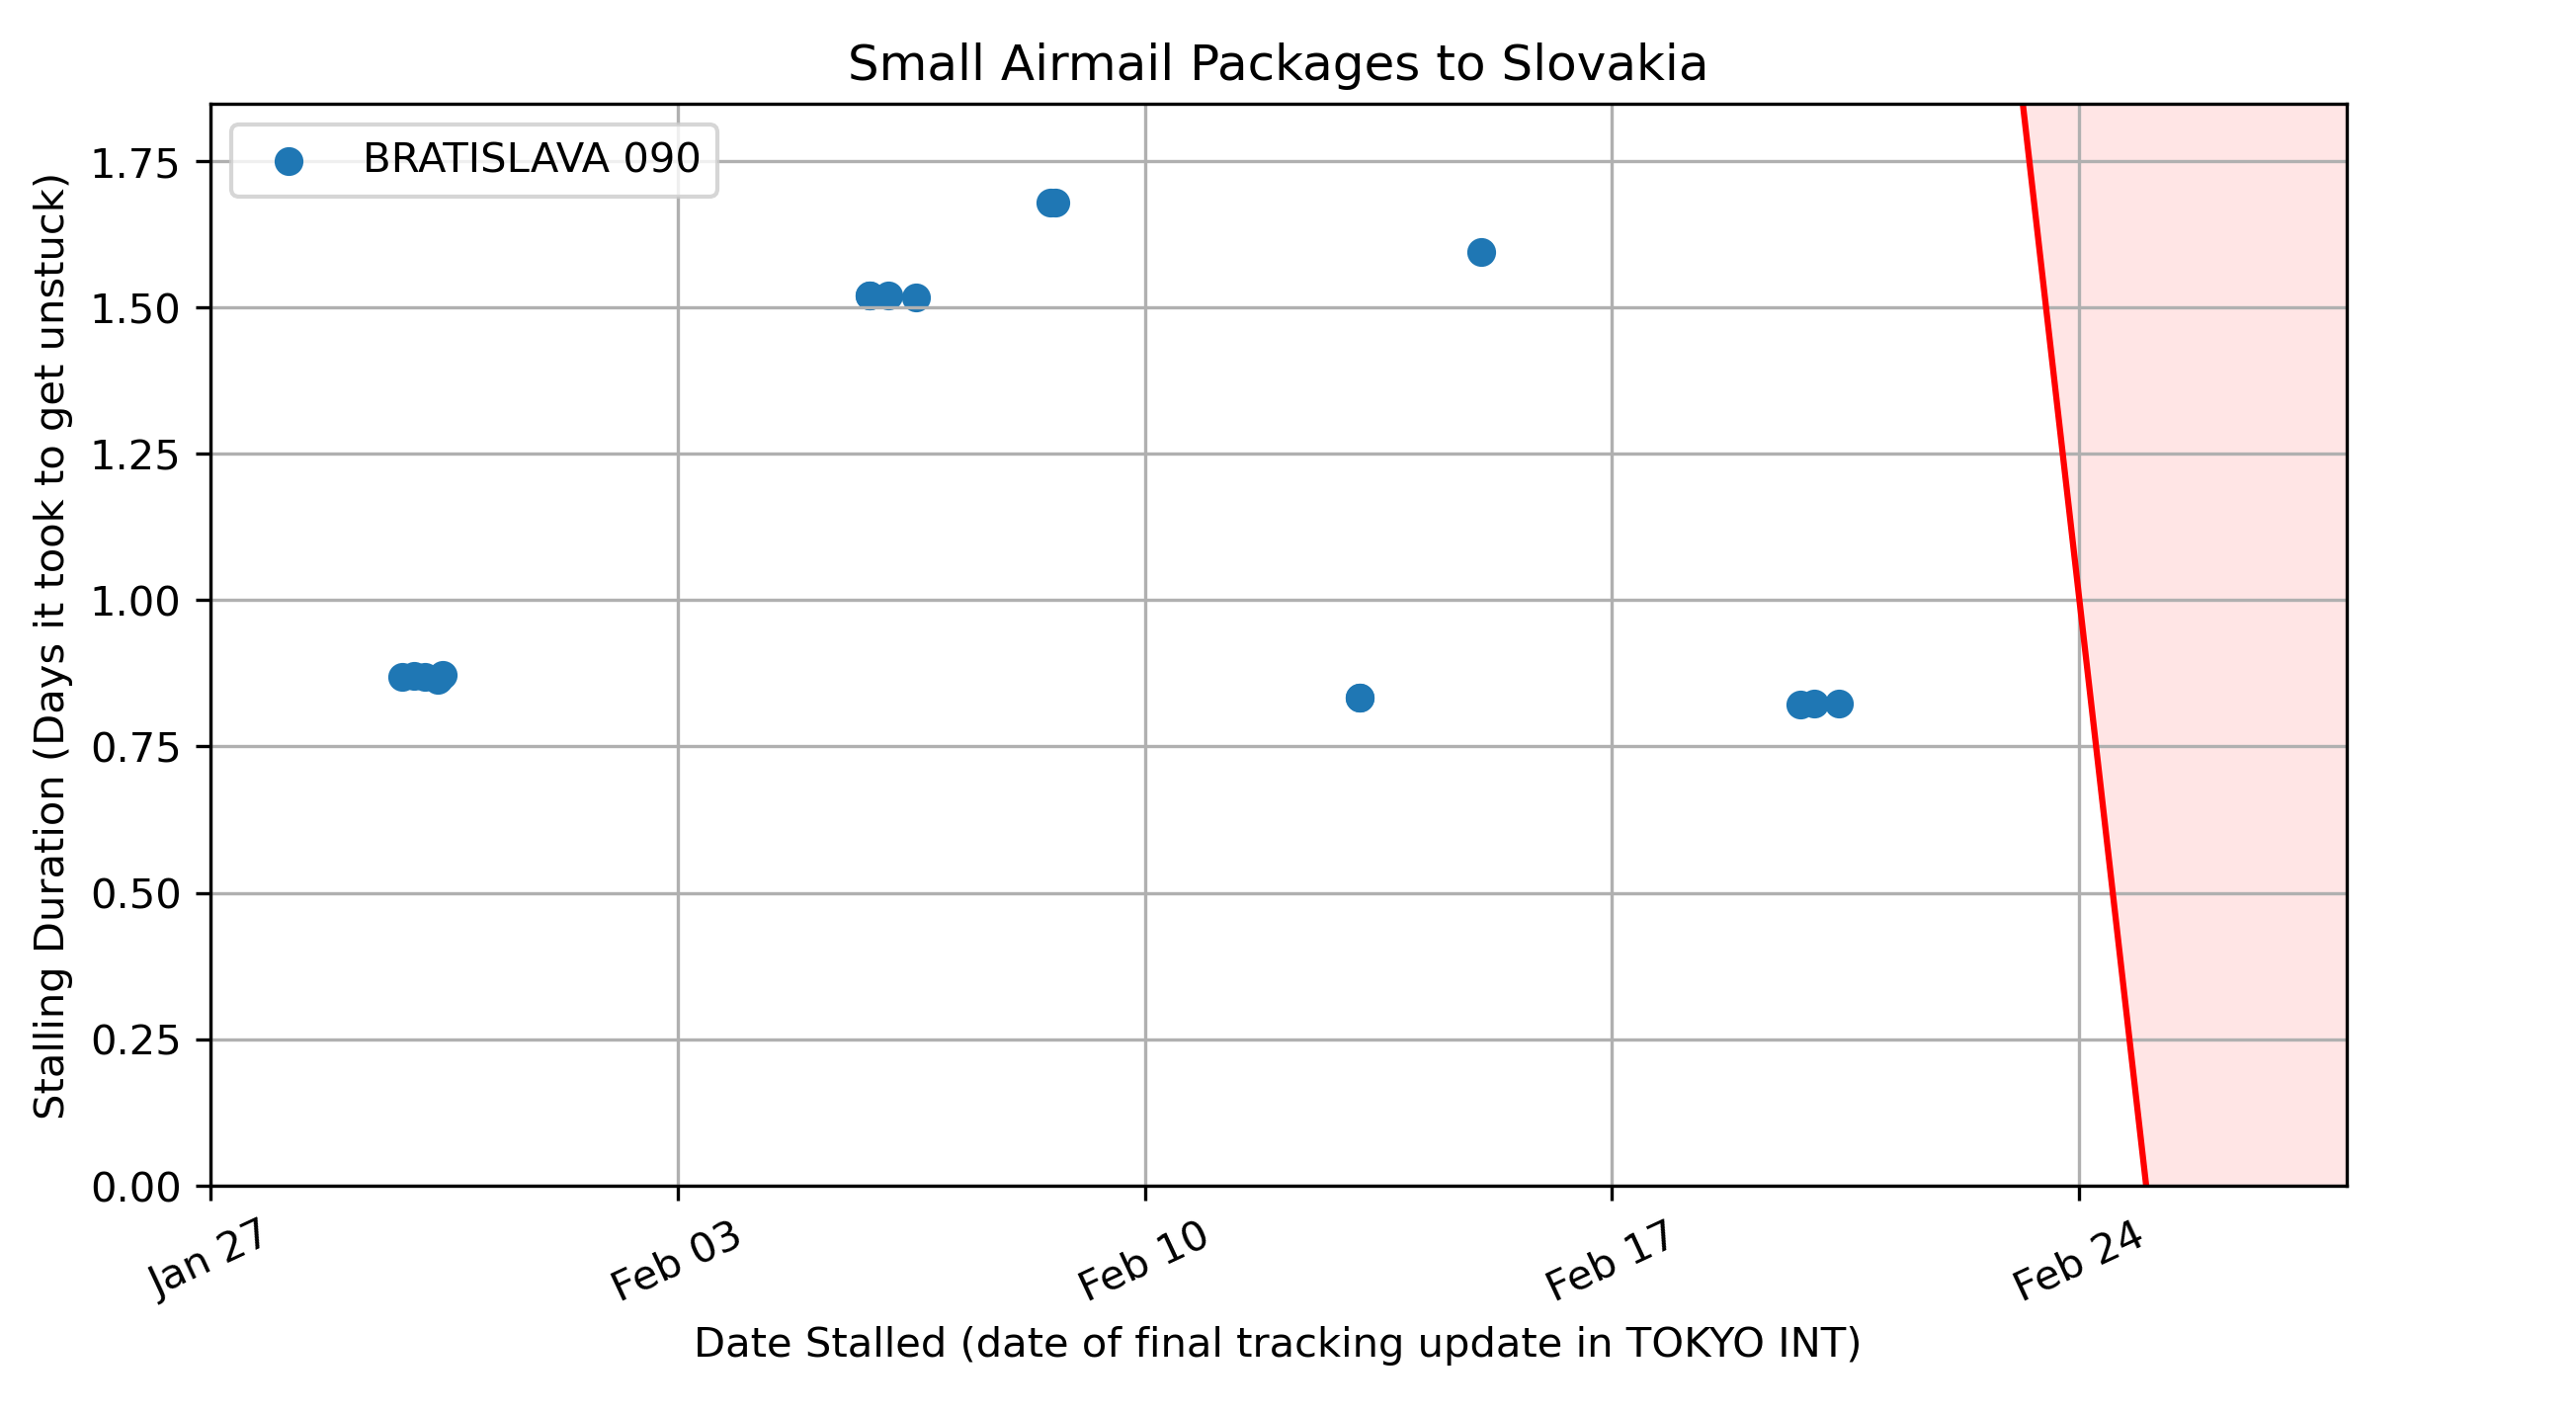 Small Airmail Packages to Slovakia
BRATISLAVA 090
Stalling Duration (Days it took to get unstuck)
1.75
1.50
1.25
1.00
0.75
0.50
0.25
0.00
Jan 27
Feb 03
Feb 10
Feb 17
Feb 24
Date Stalled (date of final tracking update in TOKYO INT)